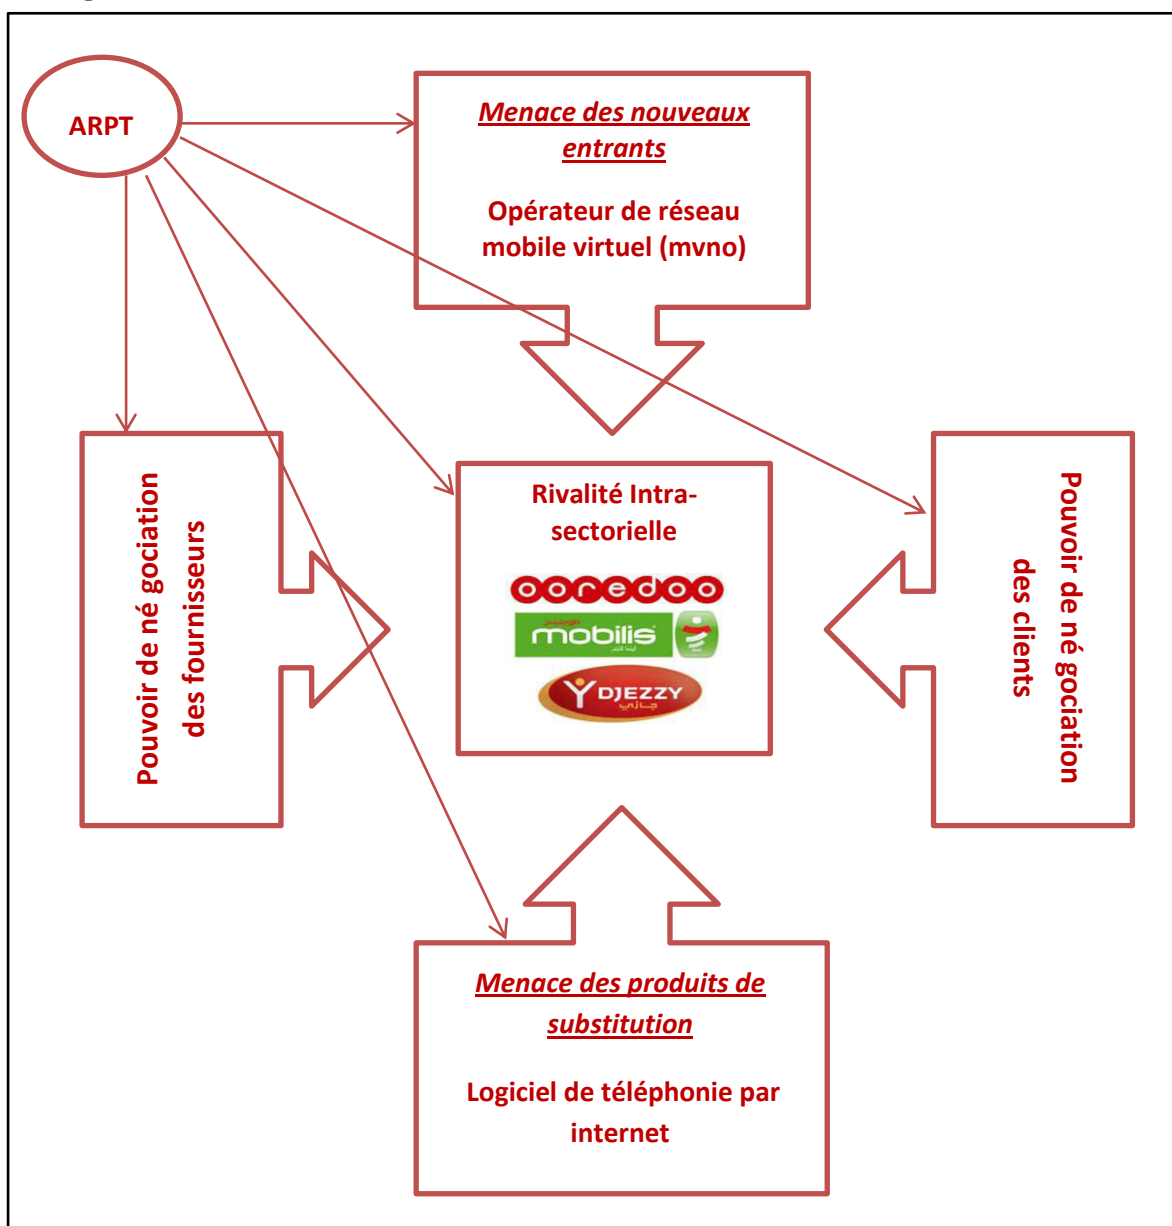 ARPT
Menace des nouveaux
entrants
Opérateur de réseau
mobile virtuel (mvno)
Pouvoir de né gociation
des fournisseurs
Rivalité Intra-
sectorielle
ooredoo
موبيليس
mobilis
DJEZZY
جازي
Pouvoir de né gociation
des clients
Menace des produits de
substitution
Logiciel de téléphonie par
internet